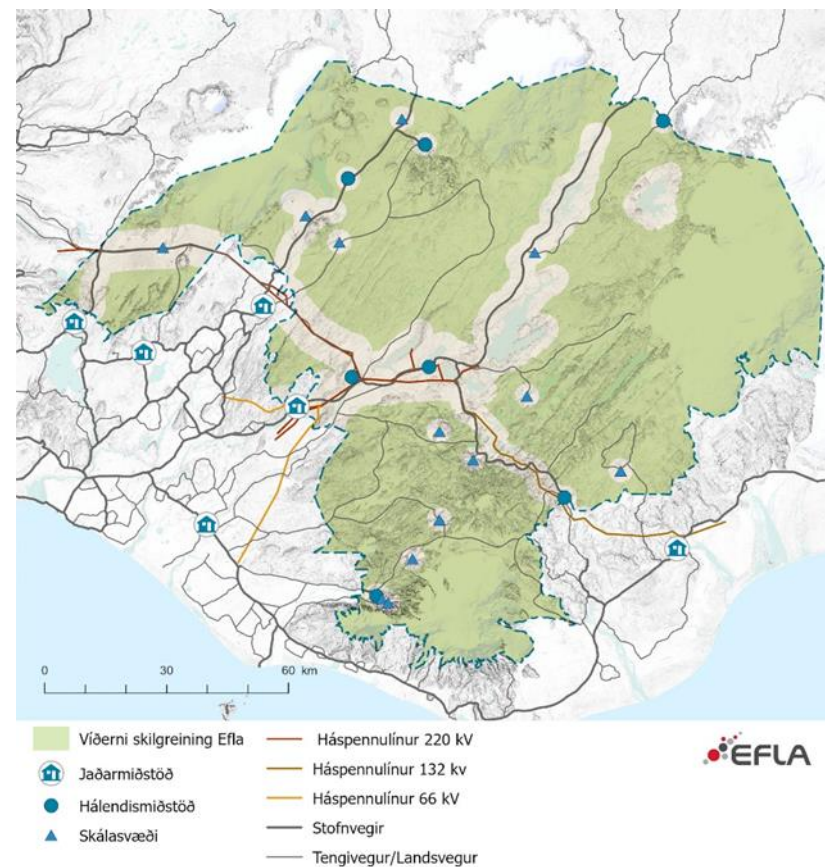 0 30 60 km
Víðerni skilgreining Efla
Jaðarmiðstöð
Hálendismiðstöð
Skálasvæði
Háspennulínur 220 kV
Háspennulínur 132 kv
Háspennulínur 66 kV
Stofnvegir
Tengivegur/Landsvegur
EFLA